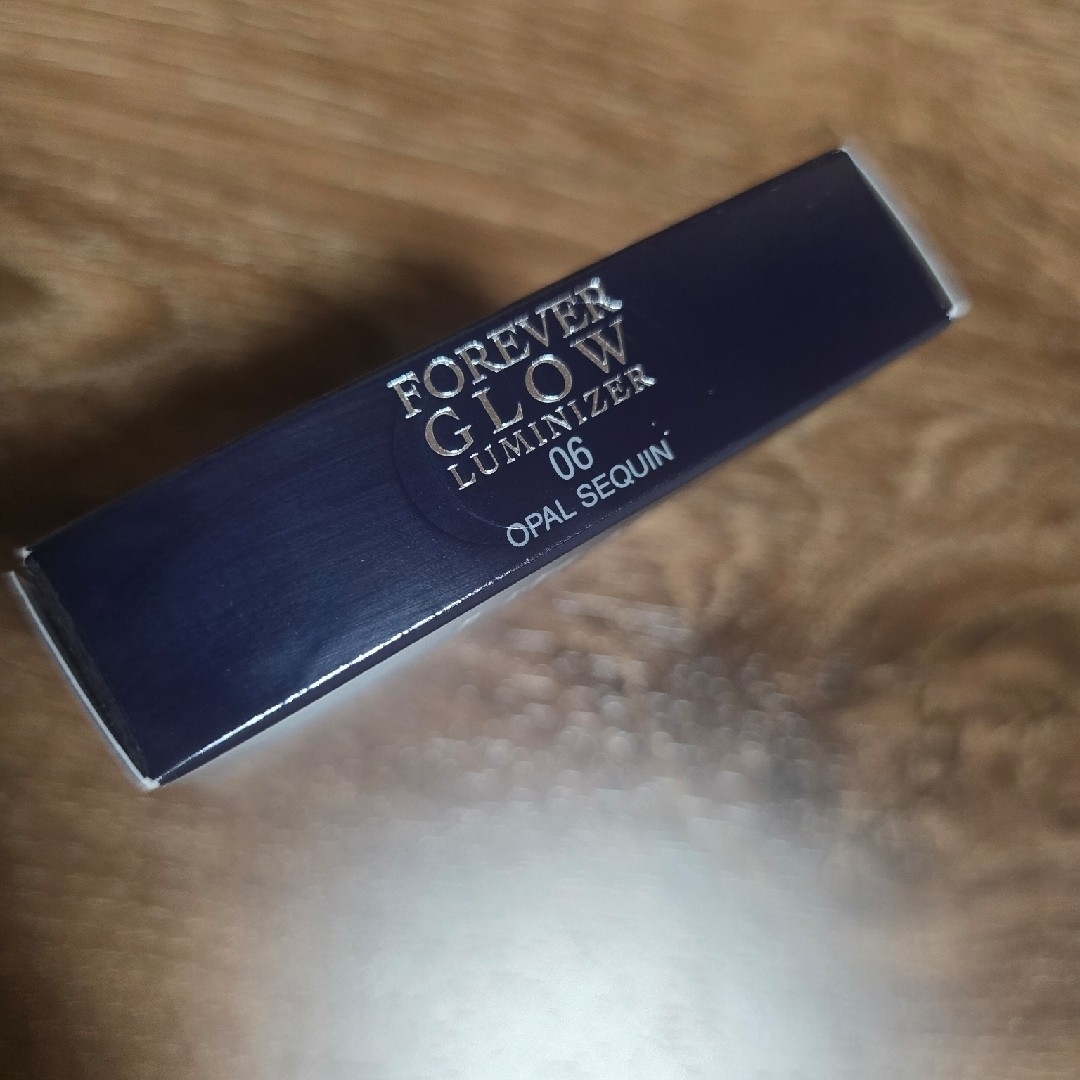 FOREVER
GLOW
LUMINIZER
06
OPAL SEQUIN